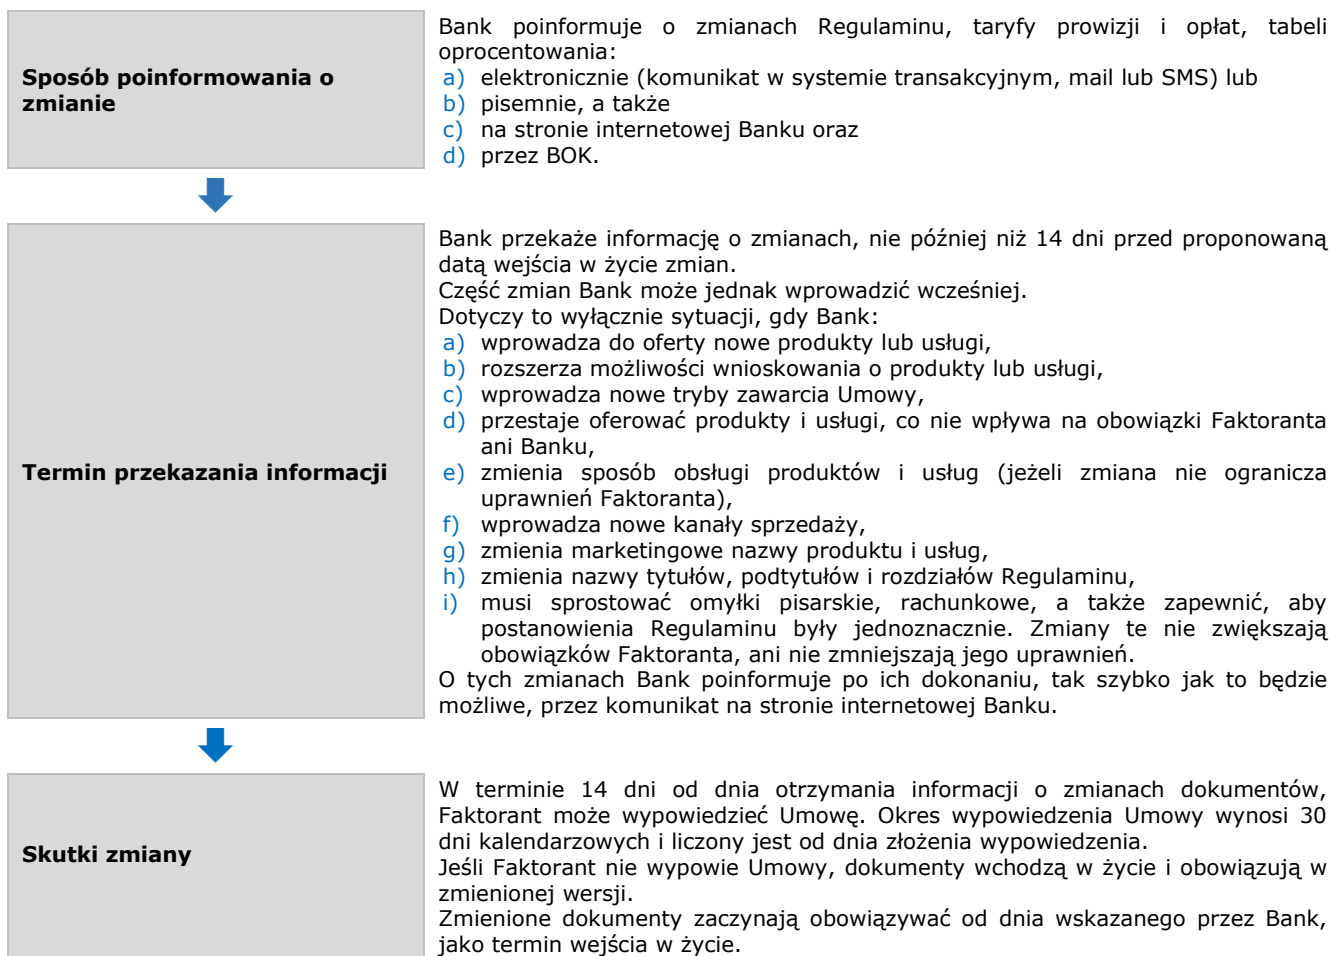 Sposób poinformowania o
zmianie
Bank poinformuje o zmianach Regulaminu, taryfy prowizji i opłat, tabeli
oprocentowania:
a) elektronicznie (komunikat w systemie transakcyjnym, mail lub SMS) lub
b) pisemnie, a także
c) na stronie internetowej Banku oraz
d) przez BOK.
Termin przekazania informacji
Bank przekaże informację o zmianach, nie później niż 14 dni przed proponowaną
datą wejścia w życie zmian.
Część zmian Bank może jednak wprowadzić wcześniej.
Dotyczy to wyłącznie sytuacji, gdy Bank:
a) wprowadza do oferty nowe produkty lub usługi,
b) rozszerza możliwości wnioskowania o produkty lub usługi,
c) wprowadza nowe tryby zawarcia Umowy,
d) przestaje oferować produkty i usługi, co nie wpływa na obowiązki Faktoranta
ani Banku,
e) zmienia sposób obsługi produktów i usług (jeżeli zmiana nie ogranicza
uprawnień Faktoranta),
f) wprowadza nowe kanały sprzedaży,
g) zmienia marketingowe nazwy produktu i usług,
h) zmienia nazwy tytułów, podtytułów i rozdziałów Regulaminu,
i) musi sprostować omyłki pisarskie, rachunkowe, a także zapewnić, aby
postanowienia Regulaminu były jednoznacznie. Zmiany te nie zwiększają
obowiązków Faktoranta, ani nie zmniejszają jego uprawnień.
O tych zmianach Bank poinformuje po ich dokonaniu, tak szybko jak to będzie
możliwe, przez komunikat na stronie internetowej Banku.
Skutki zmiany
W terminie 14 dni od dnia otrzymania informacji o zmianach dokumentów,
Faktorant może wypowiedzieć Umowę. Okres wypowiedzenia Umowy wynosi 30
dni kalendarzowych i liczony jest od dnia złożenia wypowiedzenia.
Jeśli Faktorant nie wypowie Umowy, dokumenty wchodzą w życie i obowiązują w
zmienionej wersji.
Zmienione dokumenty zaczynają obowiązywać od dnia wskazanego przez Bank,
jako termin wejścia w życie.